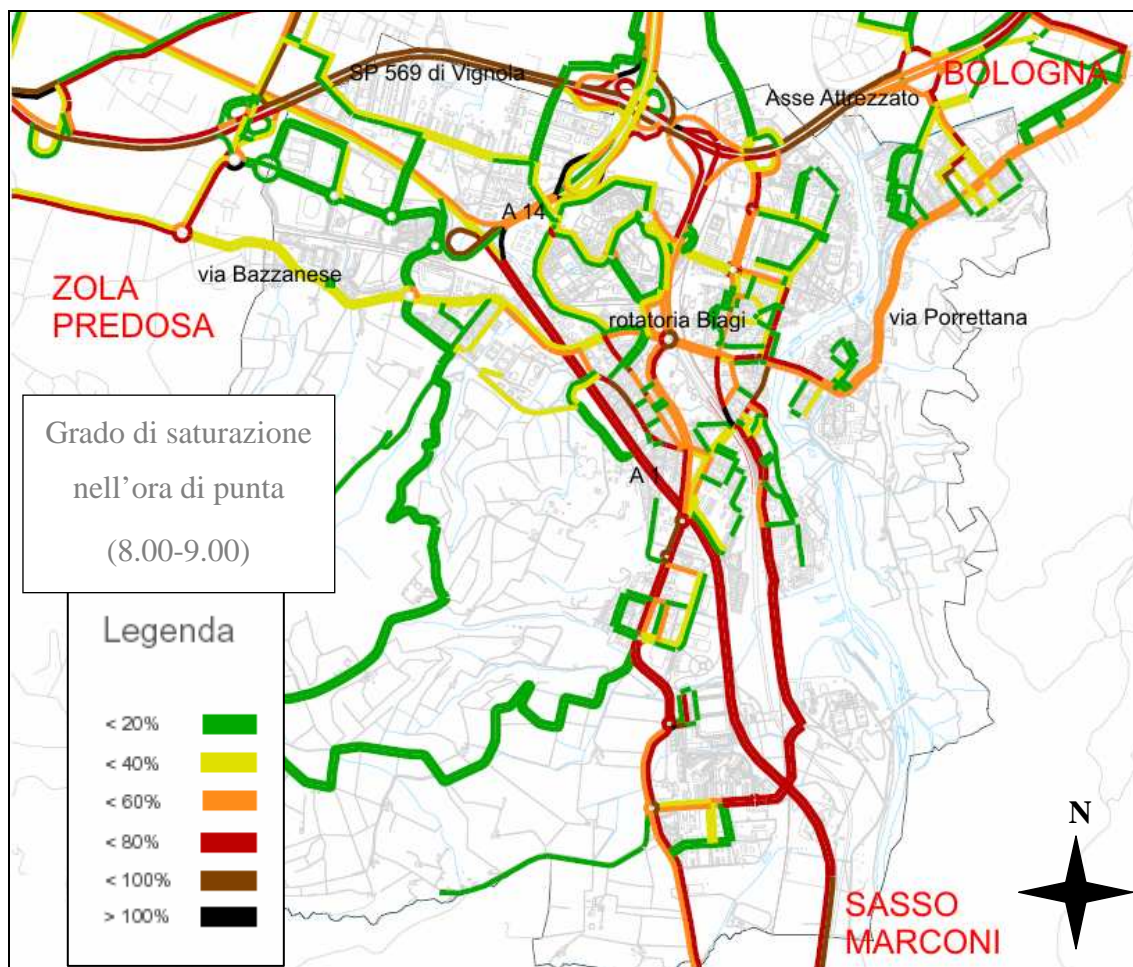 SP 569 di Vignola
BOLOGNA
Asse Attrezzato
A 14
via Bazzanese
ZOLA
PREDOSA
rotatoria Biagi
via Porrettana
Grado di saturazione
nell’ora di punta
(8.00-9.00)
A 1
Legenda
< 20%
< 40%
< 60%
< 80%
< 100%
> 100%
N
SASSO
MARCONI